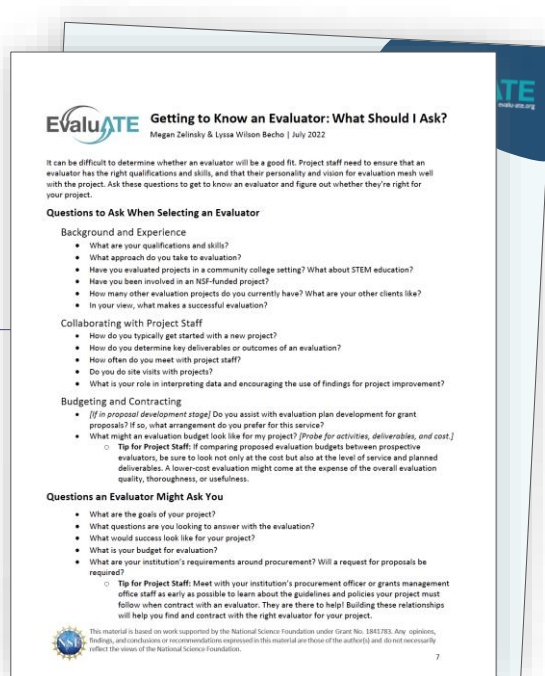 ATE
evalu-ate.org
EvaluATE
Getting to Know an Evaluator: What Should I Ask?
Megan Zelinsky & Lyssa Wilson Becho | July 2022
It can be difficult to determine whether an evaluator will be a good fit. Project staff need to ensure that an
evaluator has the right qualifications and skills, and that their personality and vision for evaluation mesh well
with the project. Ask these questions to get to know an evaluator and figure out whether they're right for
your project.
Questions to Ask When Selecting an Evaluator
Background and Experience
• What are your qualifications and skills?
• What approach do you take to evaluation?
• Have you evaluated projects in a community college setting? What about STEM education?
• Have you been involved in an NSF-funded project?
• How many other evaluation projects do you currently have? What are your other clients like?
• In your view, what makes a successful evaluation?
Collaborating with Project Staff
• How do you typically get started with a new project?
• How do you determine key deliverables or outcomes of an evaluation?
• How often do you meet with project staff?
• Do you do site visits with projects?
• What is your role in interpreting data and encouraging the use of findings for project improvement?
Budgeting and Contracting
• [If in proposal development stage] Do you assist with evaluation plan development for grant
proposals? If so, what arrangement do you prefer for this service?
• What might an evaluation budget look like for my project? [Probe for activities, deliverables, and cost.]
○ Tip for Project Staff: If comparing proposed evaluation budgets between prospective
evaluators, be sure to look not only at the cost but also at the level of service and planned
deliverables. A lower-cost evaluation might come at the expense of the overall evaluation
quality, thoroughness, or usefulness.
Questions an Evaluator Might Ask You
• What are the goals of your project?
• What questions are you looking to answer with the evaluation?
• What would success look like for your project?
• What is your budget for evaluation?
• What are your institution's requirements around procurement? Will a request for proposals be
required?
○ Tip for Project Staff: Meet with your institution's procurement officer or grants management
office staff as early as possible to learn about the guidelines and policies your project must
follow when contract with an evaluator. They are there to help! Building these relationships
will help you find and contract with the right evaluator for your project.
NSF
This material is based on work supported by the National Science Foundation under Grant No. 1841783. Any opinions,
findings, and conclusions or recommendations expressed in this material are those of the author(s) and do not necessarily
reflect the views of the National Science Foundation.
7